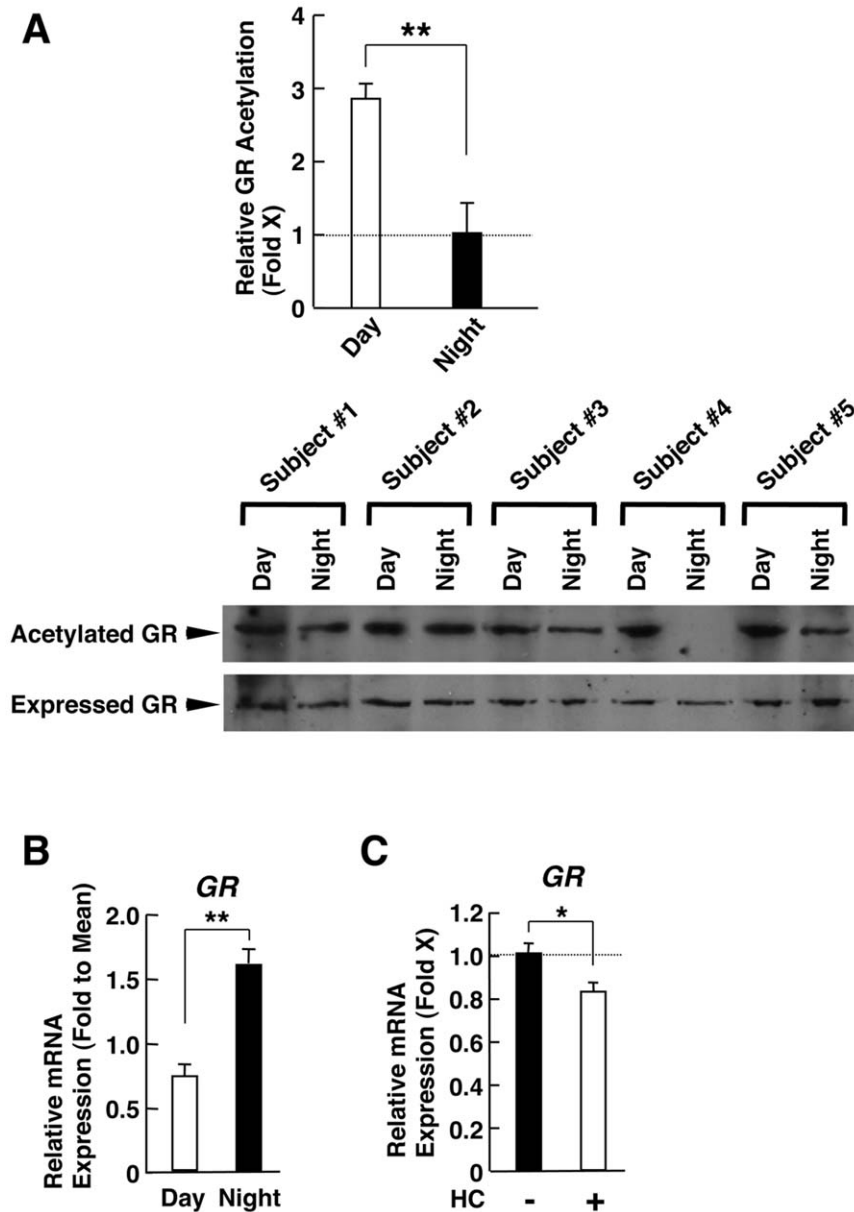 A
Relative GR Acetylation
(Fold X)
4
3
2
1
0
**
Day
Night
Subject #1
Subject #2
Subject #3
Subject #4
Subject #5
Day
Night
Day
Night
Day
Night
Day
Night
Day
Night
Acetylated GR
Expressed GR
B
GR
Relative mRNA
Expression (Fold to Mean)
2.0
1.5
1.0
0.5
0
**
Day Night
C
GR
Relative mRNA
Expression (Fold X)
1.2
1.0
0.8
0.6
0.4
0.2
0
*
HC - +